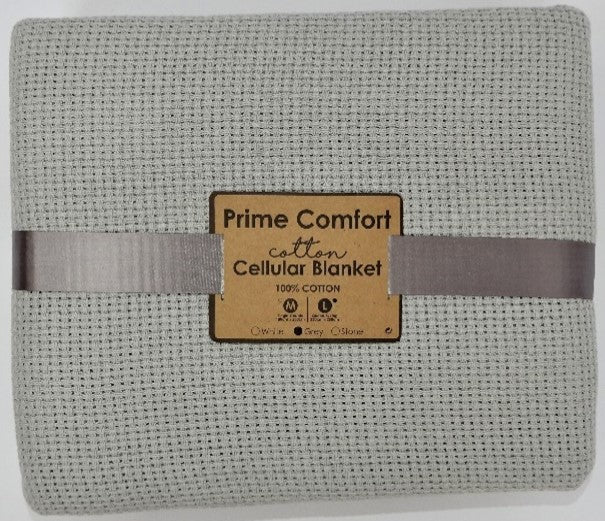 Prime Comfort
cotton
Cellular Blanket
100% COTTON
M L
White Grey Stone